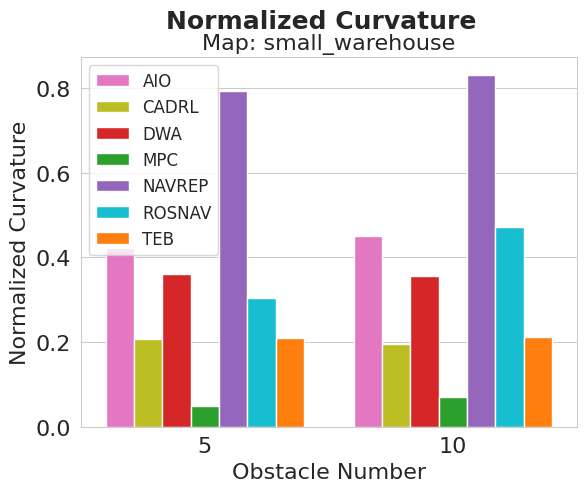 Normalized Curvature
Map: small_warehouse
Normalized Curvature
0.8
0.6
0.4
0.2
0.0
AIO
CADRL
DWA
MPC
NAVREP
ROSNAV
TEB
5
10
Obstacle Number